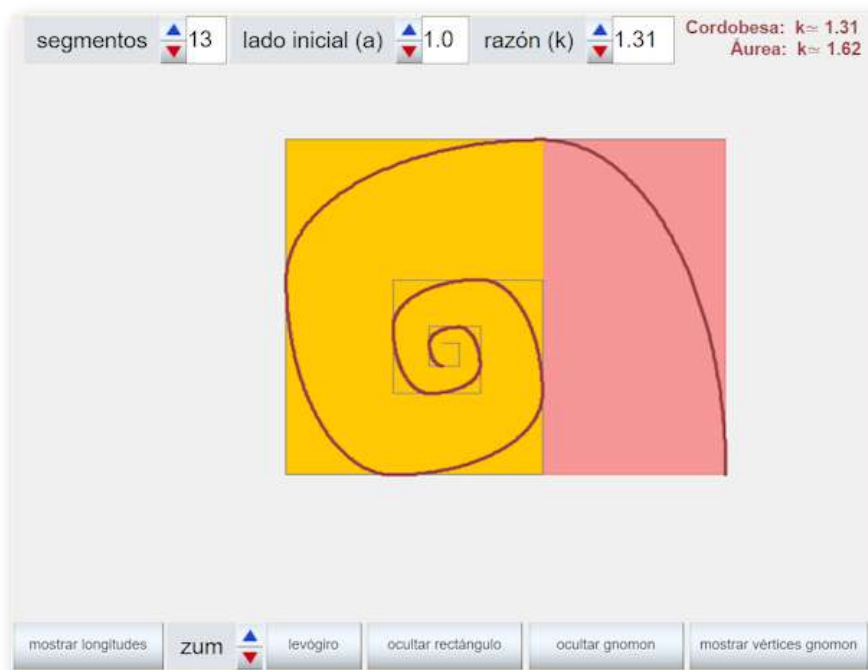 segmentos 13 lado inicial (a) 1.0 razón (k) 1.31 Cordobesa: k≃ 1.31
Áurea: k≃ 1.62
mostrar longitudes zum levógiro ocultar rectángulo ocultar gnomon mostrar vértices gnomon